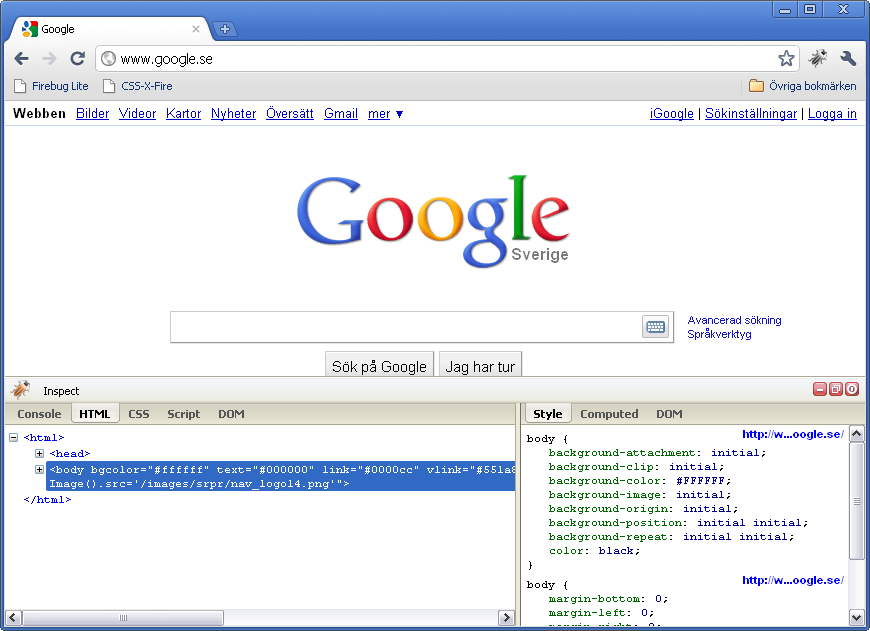 Google
www.google.se
Firebug Lite CSS-X-Fire Övriga bokmärken
Webben Bilder Videor Kartor Nyheter Översätt Gmail mer ▼ iGoogle | Sökinställningar | Logga in
Google
Sverige
Avancerad sökning
Språkverktyg
Sök på Google Jag har tur
Inspect
Console HTML CSS Script DOM
<html>
<head>
<body bgcolor="#ffffff" text="#000000" link="#0000cc" vlink="#551a8
Image().src='/images/srpr/nav_logo14.png'">
</html>
Style Computed DOM
http://w...oogle.se/
body {
background-attachment: initial;
background-clip: initial;
background-color: #FFFFFF;
background-image: initial;
background-origin: initial;
background-position: initial initial;
background-repeat: initial initial;
color: black;
}
http://w...oogle.se/
body {
margin-bottom: 0;
margin-left: 0;
margin-right: 0;